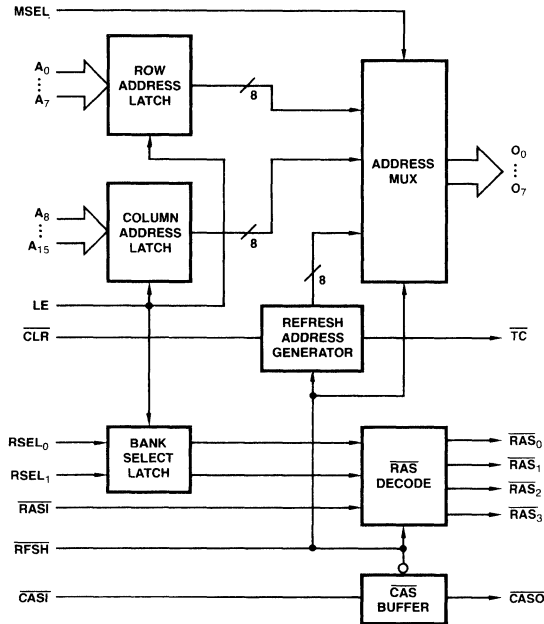 MSEL
A0
A7
ROW
ADDRESS
LATCH
8
ADDRESS
MUX
O0
O7
A8
A15
COLUMN
ADDRESS
LATCH
8
8
LE
CLR
REFRESH
ADDRESS
GENERATOR
TC
RSEL0
RSEL1
BANK
SELECT
LATCH
RAS
DECODE
RAS0
RAS1
RAS2
RAS3
RASI
RFSH
CASI
CAS
BUFFER
CASO